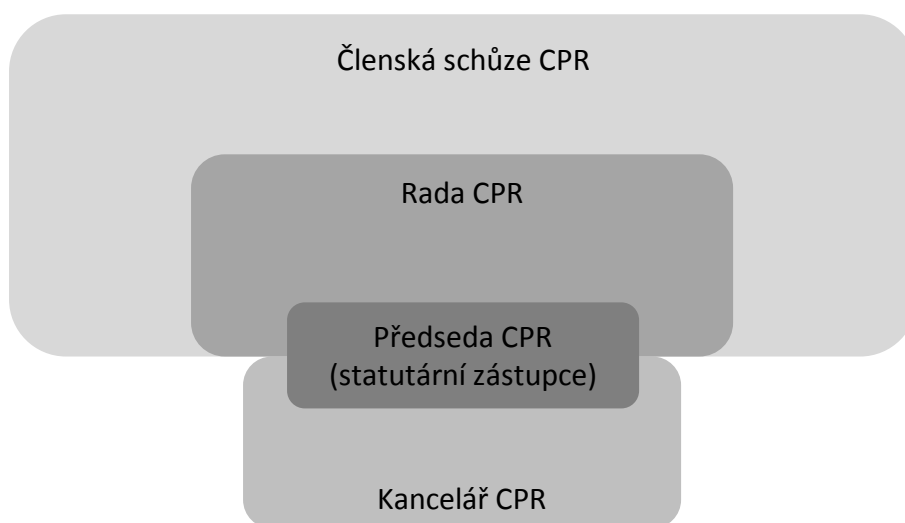 Členská schůze CPR
Rada CPR
Předseda CPR
(statutární zástupce)
Kancelář CPR